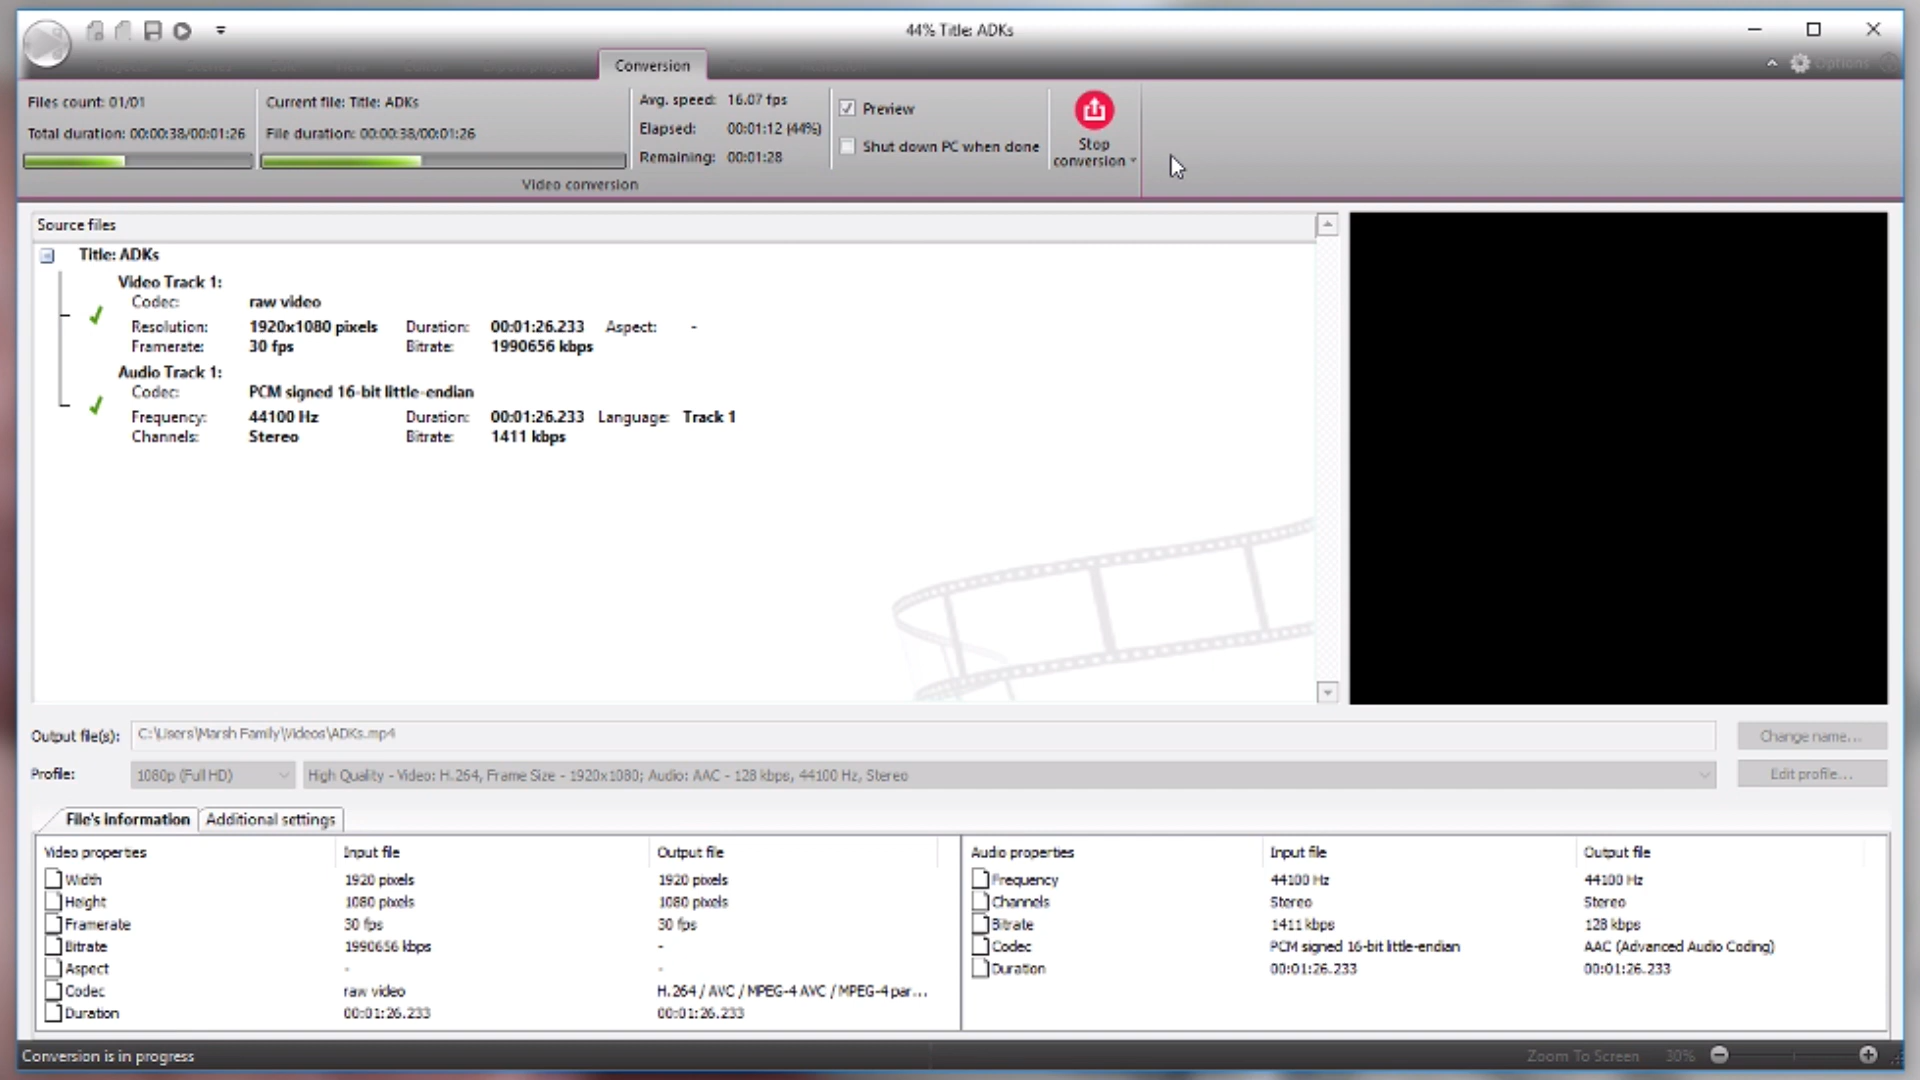 44% Title: ADKs
Conversion
Options
Files count: 01/01
Total duration: 00:00:38/00:01:26
Current file: Title: ADKs
File duration: 00:00:38/00:01:26
Avg. speed: 16.07 fps
Elapsed: 00:01:12 (44%)
Remaining: 00:01:28
Preview
Shut down PC when done
Stop
conversion
Video conversion
Source files
Title: ADKs
Video Track 1:
Codec: raw video
Resolution: 1920x1080 pixels Duration: 00:01:26.233 Aspect: -
Framerate: 30 fps Bitrate: 1990656 kbps
Audio Track 1:
Codec: PCM signed 16-bit little-endian
Frequency: 44100 Hz Duration: 00:01:26.233 Language: Track 1
Channels: Stereo Bitrate: 1411 kbps
Output file(s): C:\Users\Marsh Family\Videos\ADKs.mp4 Change name...
Profile: 1080p (Full HD) High Quality - Video: H.264, Frame Size - 1920x1080; Audio: AAC - 128 kbps, 44100 Hz, Stereo Edit profile...
File's information Additional settings
Video properties Input file Output file
Width 1920 pixels 1920 pixels
Height 1080 pixels 1080 pixels
Framerate 30 fps 30 fps
Bitrate 1990656 kbps -
Aspect - -
Codec raw video H.264 / AVC / MPEG-4 AVC / MPEG-4 par...
Duration 00:01:26.233 00:01:26.233
Audio properties Input file Output file
Frequency 44100 Hz 44100 Hz
Channels Stereo Stereo
Bitrate 1411 kbps 128 kbps
Codec PCM signed 16-bit little-endian AAC (Advanced Audio Coding)
Duration 00:01:26.233 00:01:26.233
Conversion is in progress
Zoom To Screen 30%